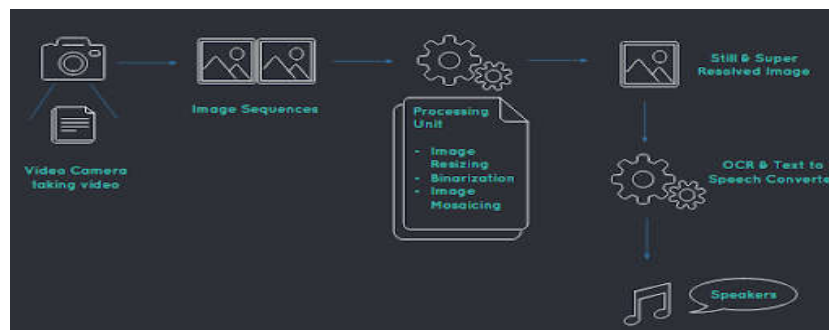 Video Camera
taking video
Image Sequences
Processing
Unit
- Image
Resizing
- Binarization
- Image
Mosaicing
Still & Super
Resolved Image
OCR & Text to
Speech Converte
Speakers